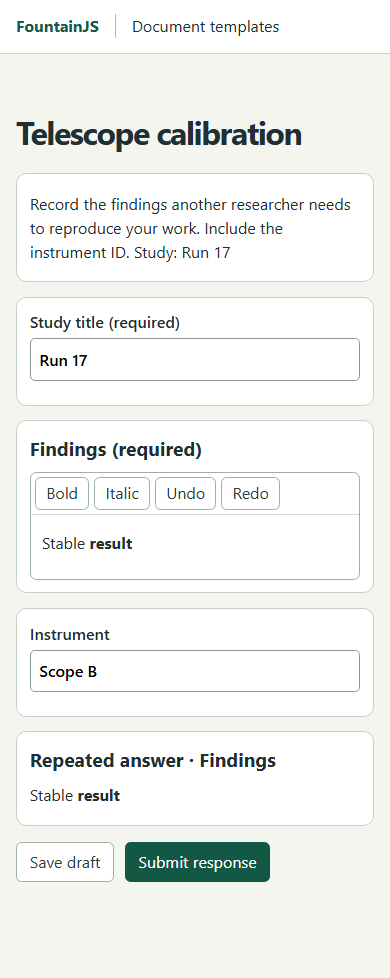 FountainJS
Document templates
Telescope calibration
Record the findings another researcher needs
to reproduce your work. Include the
instrument ID. Study: Run 17
Study title (required)
Run 17
Findings (required)
Bold Italic Undo Redo
Stable result
Instrument
Scope B
Repeated answer · Findings
Stable result
Save draft Submit response